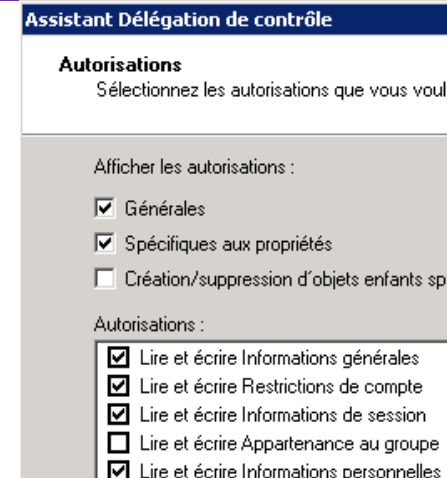 Assistant Délégation de contrôle
Autorisations
Sélectionnez les autorisations que vous
Afficher les autorisations :
Générales
Spécifiques aux propriétés
Création/suppression d'objets enfants
Autorisations :
Lire et écrire Informations générales
Lire et écrire Restrictions de compte
Lire et écrire Informations de session
Lire et écrire Appartenance au groupe
Lire et écrire Informations personnelles